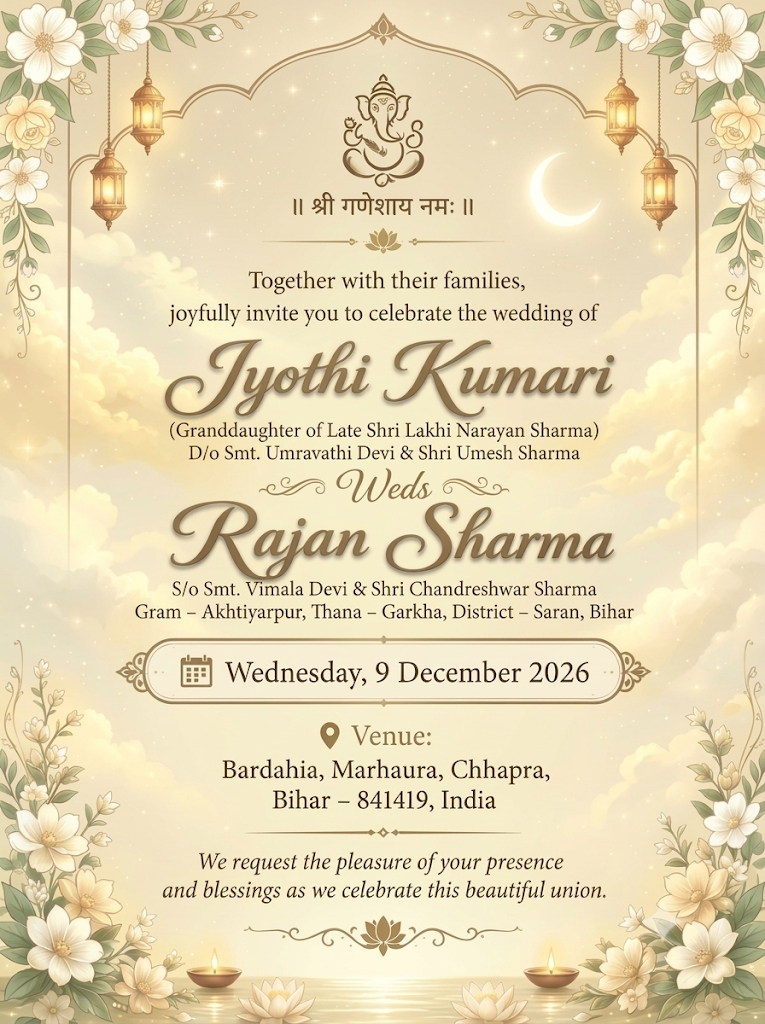 ॥ श्री गणेशाय नमः ॥
Together with their families,
joyfully invite you to celebrate the wedding of
Jyothi Kumari
(Granddaughter of Late Shri Lakhi Narayan Sharma)
D/o Smt. Umravathi Devi & Shri Umesh Sharma
Weds
Rajan Sharma
S/o Smt. Vimala Devi & Shri Chandreshwar Sharma
Gram – Akhtiyarpur, Thana – Garkha, District – Saran, Bihar
Wednesday, 9 December 2026
Venue:
Bardahia, Marhaura, Chhapra,
Bihar – 841419, India
We request the pleasure of your presence
and blessings as we celebrate this beautiful union.